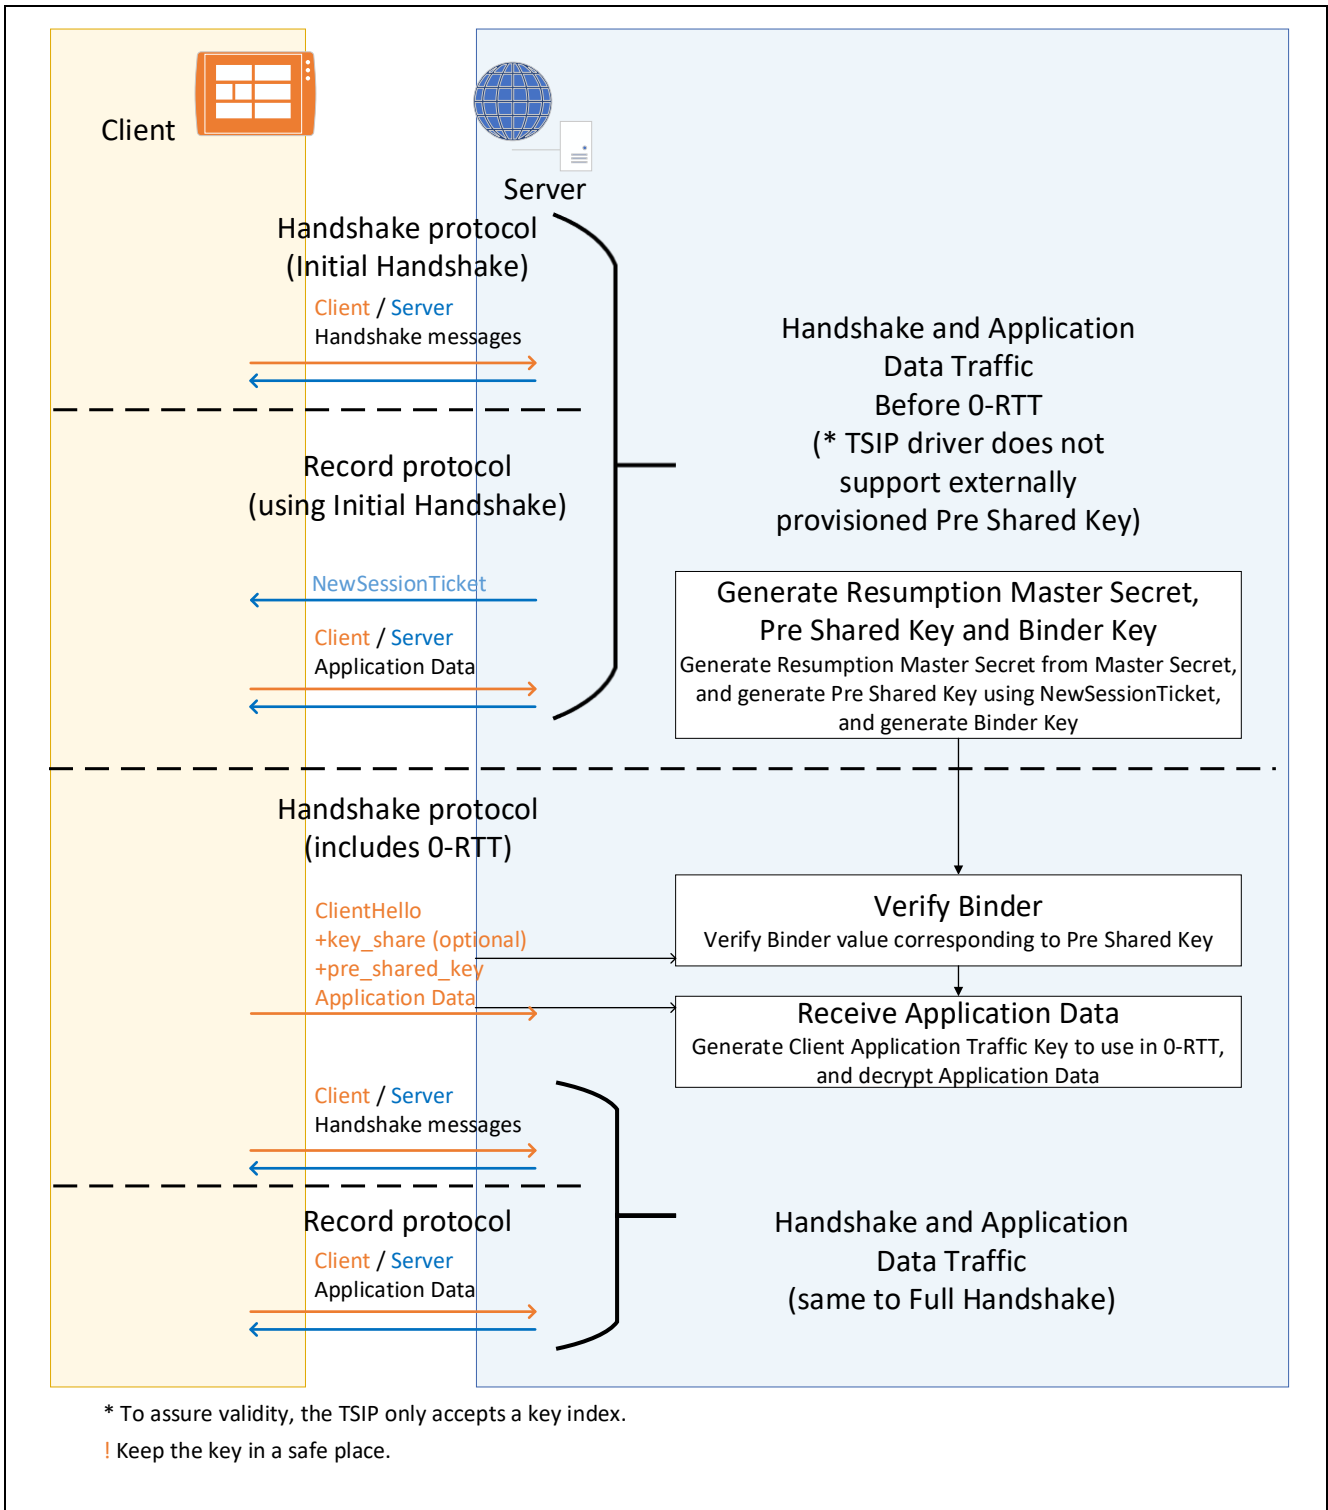 Client
Server
Handshake protocol
(Initial Handshake)
Client / Server
Handshake messages
Handshake and Application
Data Traffic
Before 0-RTT
(* TSIP driver does not
support externally
provisioned Pre Shared Key)
Record protocol
(using Initial Handshake)
NewSessionTicket
Client / Server
Application Data
Generate Resumption Master Secret,
Pre Shared Key and Binder Key
Generate Resumption Master Secret from Master Secret,
and generate Pre Shared Key using NewSessionTicket,
and generate Binder Key
Handshake protocol
(includes 0-RTT)
ClientHello
+key_share (optional)
+pre_shared_key
Application Data
Verify Binder
Verify Binder value corresponding to Pre Shared Key
Receive Application Data
Generate Client Application Traffic Key to use in 0-RTT,
and decrypt Application Data
Client / Server
Handshake messages
Record protocol
Client / Server
Application Data
Handshake and Application
Data Traffic
(same to Full Handshake)
* To assure validity, the TSIP only accepts a key index.
! Keep the key in a safe place.